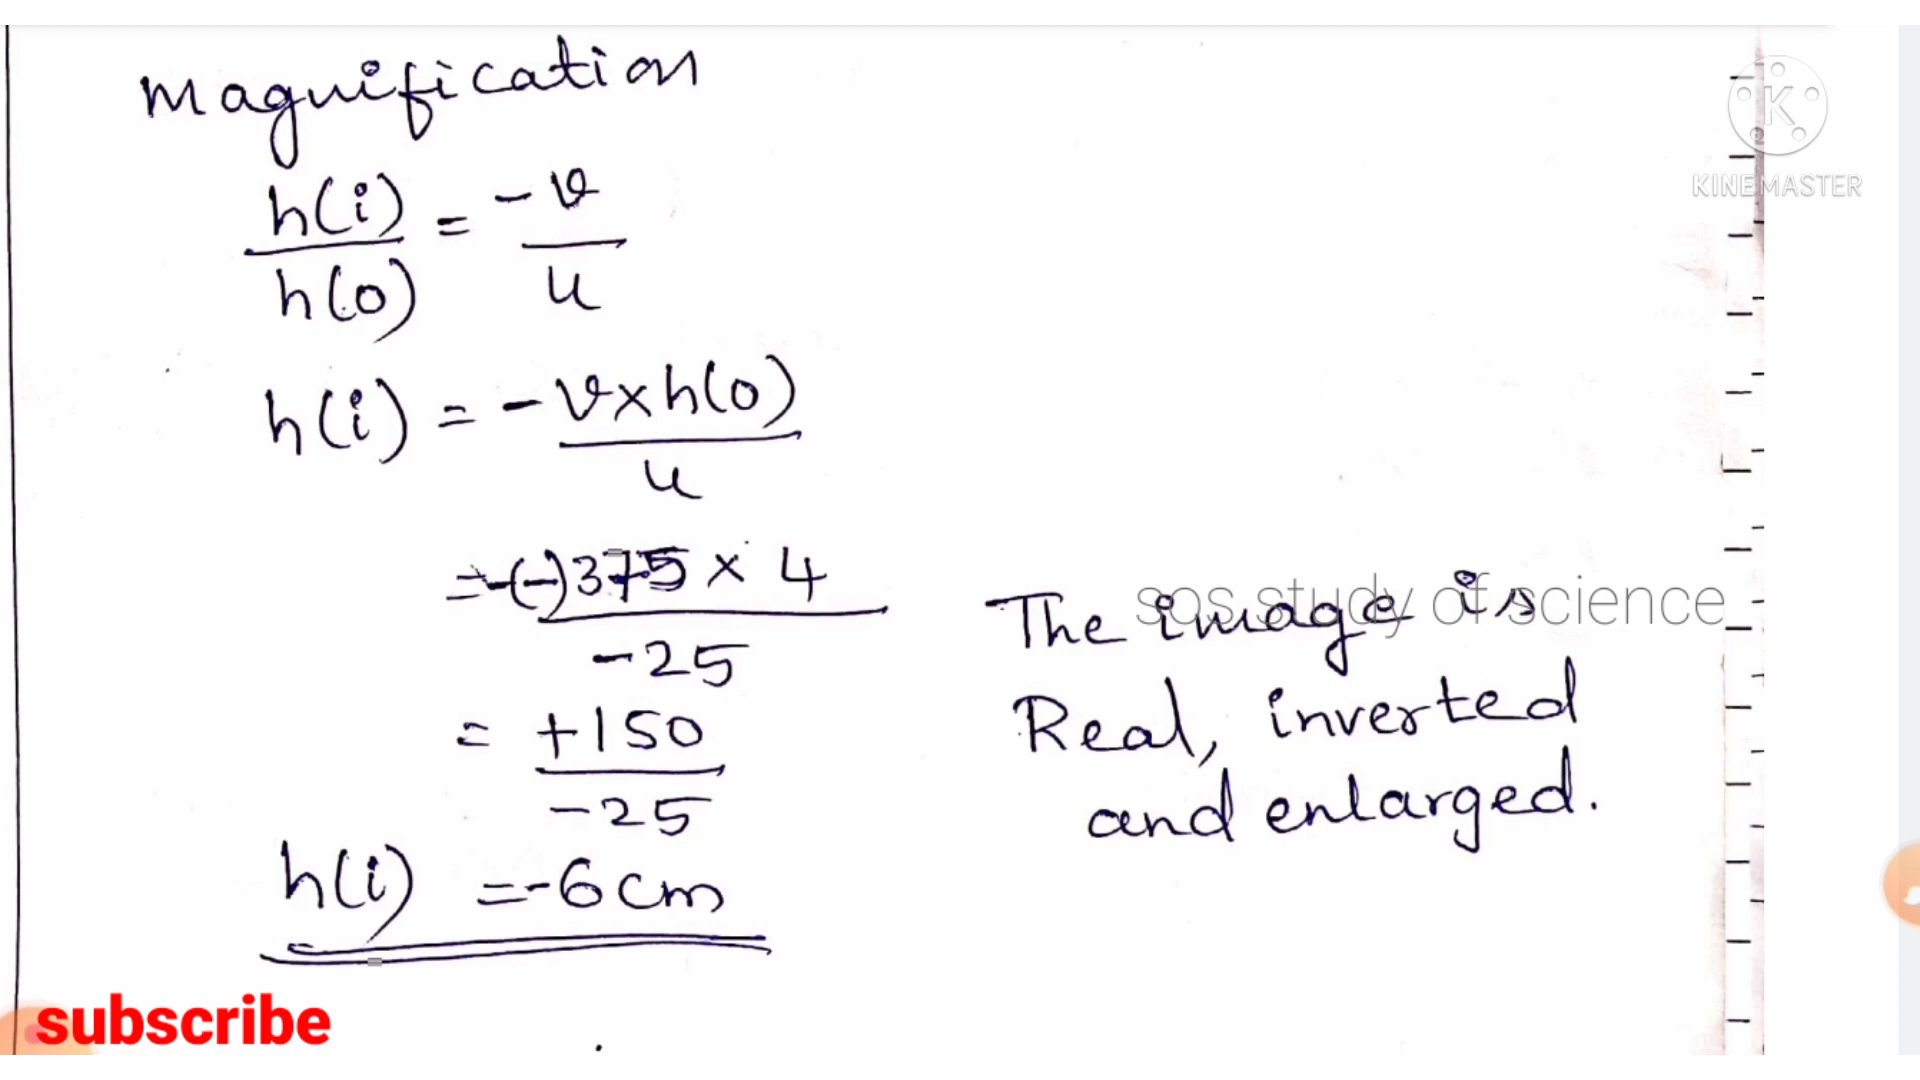 Magnification
h(i) = -v
h(o) u
h(i) = - v x h(o)
u
= -(-)375 × 4
-25
= +150
-25
h(i) = -6 cm
The image is
Real, inverted
and enlarged.
K
KINEMASTER
sos study of science
subscribe